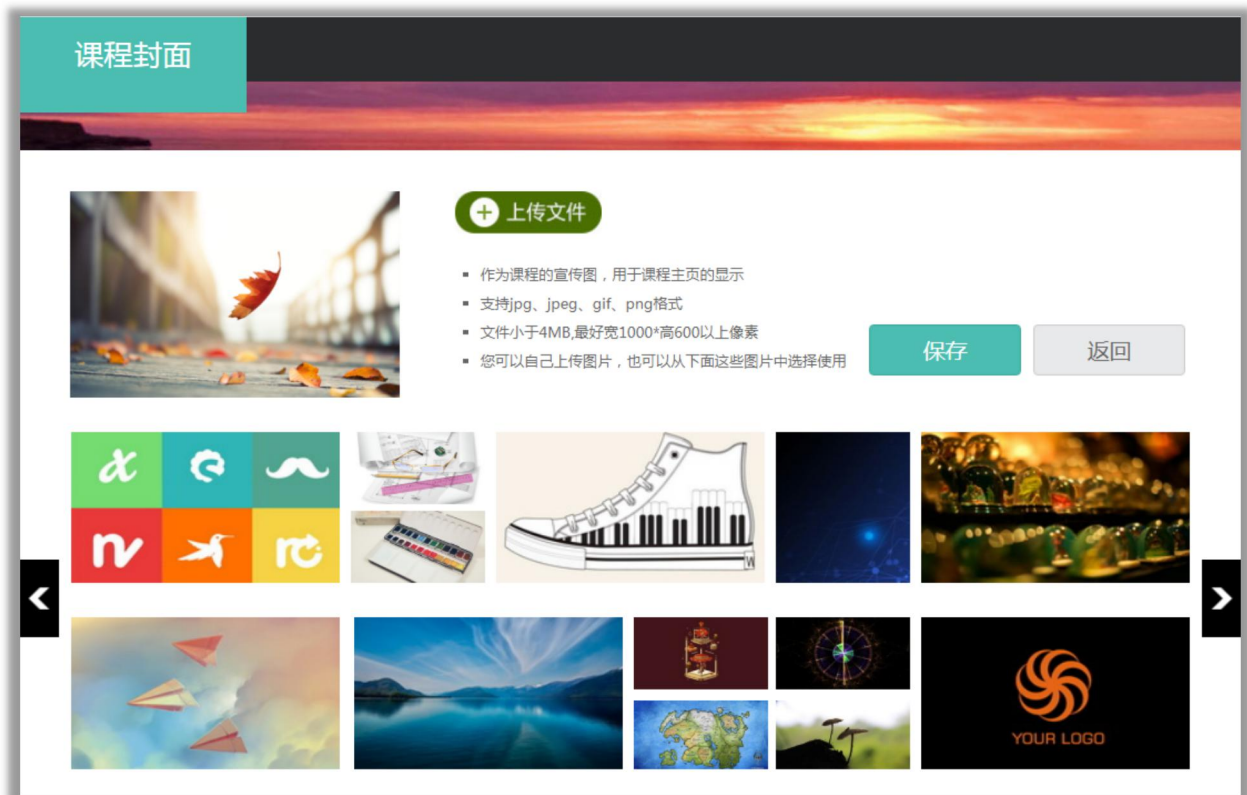 课程封面
上传文件
作为课程的宣传图，用于课程主页的显示
支持jpg、jpeg、gif、png格式
文件小于4MB,最好宽1000*高600以上像素
您可以自己上传图片，也可以从下面这些图片中选择使用
保存
返回
YOUR LOGO